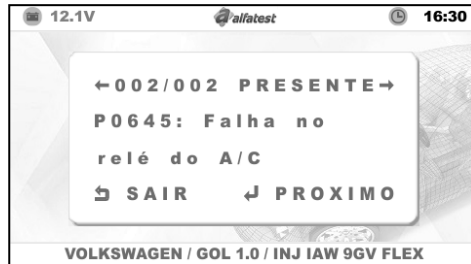 12.1V alfatest 16:30
←002/002 PRESENTE→
P0645: Falha no
relé do A/C
SAIR PROXIMO
VOLKSWAGEN / GOL 1.0 / INJ IAW 9GV FLEX